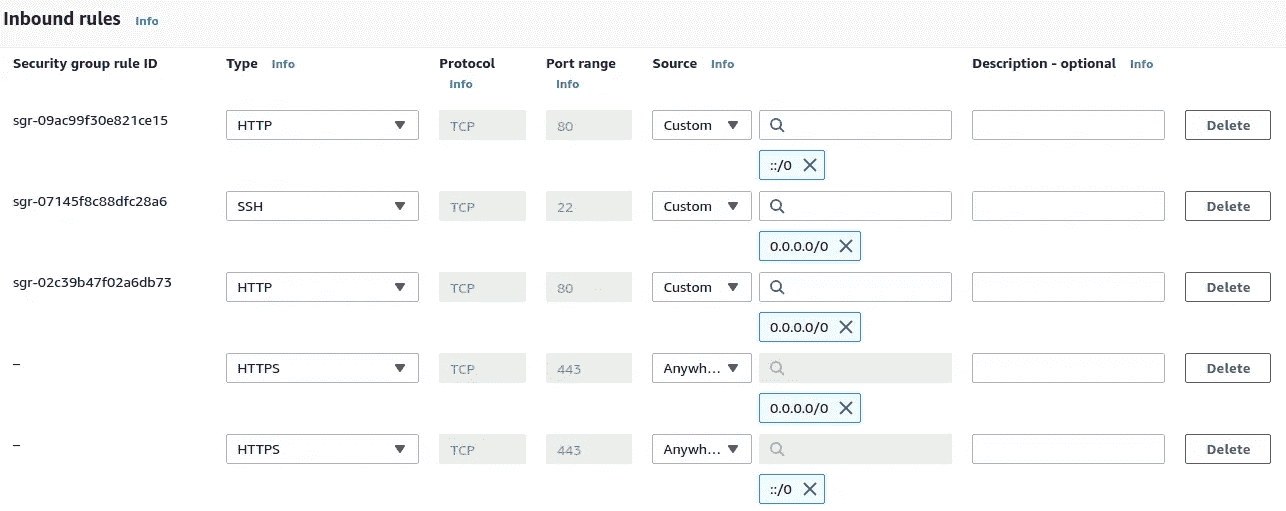 Inbound rules Info
Security group rule ID Type Info Protocol Info Port range Info Source Info Description - optional Info
sgr-09ac99f30e821ce15 HTTP TCP 80 Custom Delete
::/0
sgr-07145f8c88dfc28a6 SSH TCP 22 Custom Delete
0.0.0.0/0
sgr-02c39b47f02a6db73 HTTP TCP 80 Custom Delete
0.0.0.0/0
– HTTPS TCP 443 Anywh... Delete
0.0.0.0/0
– HTTPS TCP 443 Anywh... Delete
::/0